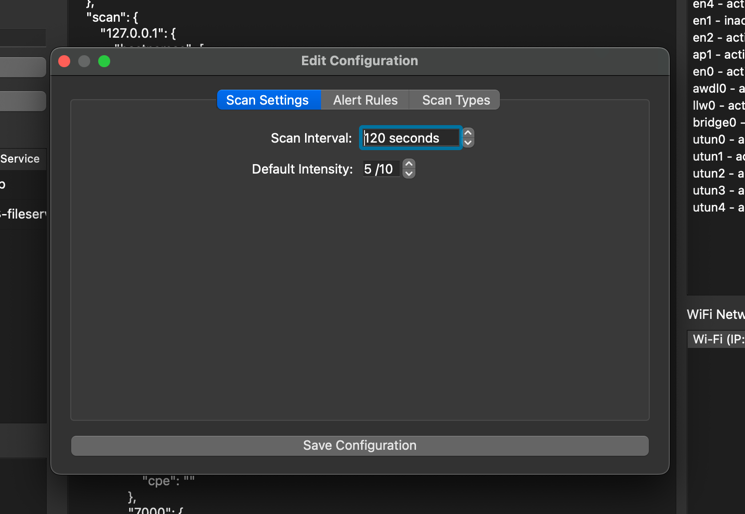 },
"scan": {
"127.0.0.1": {
Edit Configuration
Scan Settings Alert Rules Scan Types
Scan Interval: 120 seconds
Default Intensity: 5 /10
Save Configuration
"cpe": ""
},
"7000": {
Service
en4 - act
en1 - inac
en2 - acti
ap1 - acti
en0 - act
awdl0 - a
llw0 - act
bridge0 -
utun0 - a
utun1 - ac
utun2 - a
utun3 - a
utun4 - a
WiFi Netw
Wi-Fi (IP: